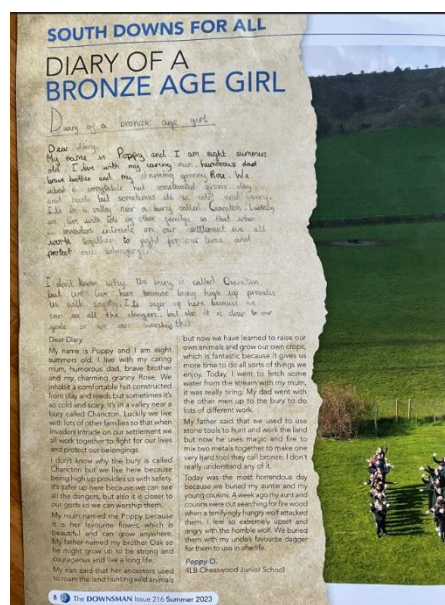 SOUTH DOWNS FOR ALL
DIARY OF A
BRONZE AGE GIRL
Diary of a bronze age girl
Dear diary,
My name is Poppy and I am eight summers
old. I live with my caring mum, humorous dad
brave brother and my charming granny Rose. We
inhabit a comfortable hut constructed from clay
and reeds but sometimes it's so cold and scary.
It's in a valley near a bury called Chancton. Luckily
we live with lots of other families so that when
invaders intrude on our settlement we all
work together to fight for our lives and
protect our belongings.
I don't know why the bury is called Chancton
but we live here because being high up provides
us with safety. It's safer up here because we
can see all the dangers, but also it is closer to our
gods so we can worship them
Dear Diary
My name is Poppy and I am eight
summers old. I live with my caring
mum, humorous dad, brave brother
and my charming granny Rose. We
inhabit a comfortable hut constructed
from clay and reeds but sometimes it's
so cold and scary. It's in a valley near a
bury called Chancton. Luckily we live
with lots of other families so that when
invaders intrude on our settlement we
all work together to fight for our lives
and protect our belongings.
I don't know why the bury is called
Chancton but we live here because
being high up provides us with safety.
It's safer up here because we can see all
the dangers, but also it is closer to
our gods so we can worship them.
My mum named me Poppy because it
is her favourite flower, which is
beautiful and can grow anywhere.
My father named my brother Oak so
he might grow up to be strong and
courageous and live a long life.
My nan said that her ancestors used
to roam the land hunting wild animals
but now we have learned to raise our
own animals and grow our own crops,
which is fantastic because it gives us
more time to do all sorts of things we
enjoy. Today, I went to fetch some
water from the stream with my mum,
it was really tiring. My dad went with
the other men up to the bury to do
lots of different work.
My father said that we used to use
stone tools to hunt and work the land
but now he uses magic and fire to
mix two metals together to make one
very hard tool they call bronze. I don't
really understand any of it.
Today was the most horrendous day
because we buried my auntie and my
young cousins. A week ago my aunt and
cousins were out searching for fire wood
when a terrifyingly hungry wolf attacked
them. I feel so extremely upset and
angry with the horrible wolf. We buried
them with my uncle's favourite dagger
for them to use in afterlife.
Poppy O.
4LB Chesswood Junior School
8 The DOWNSMAN Issue 216 Summer 2023